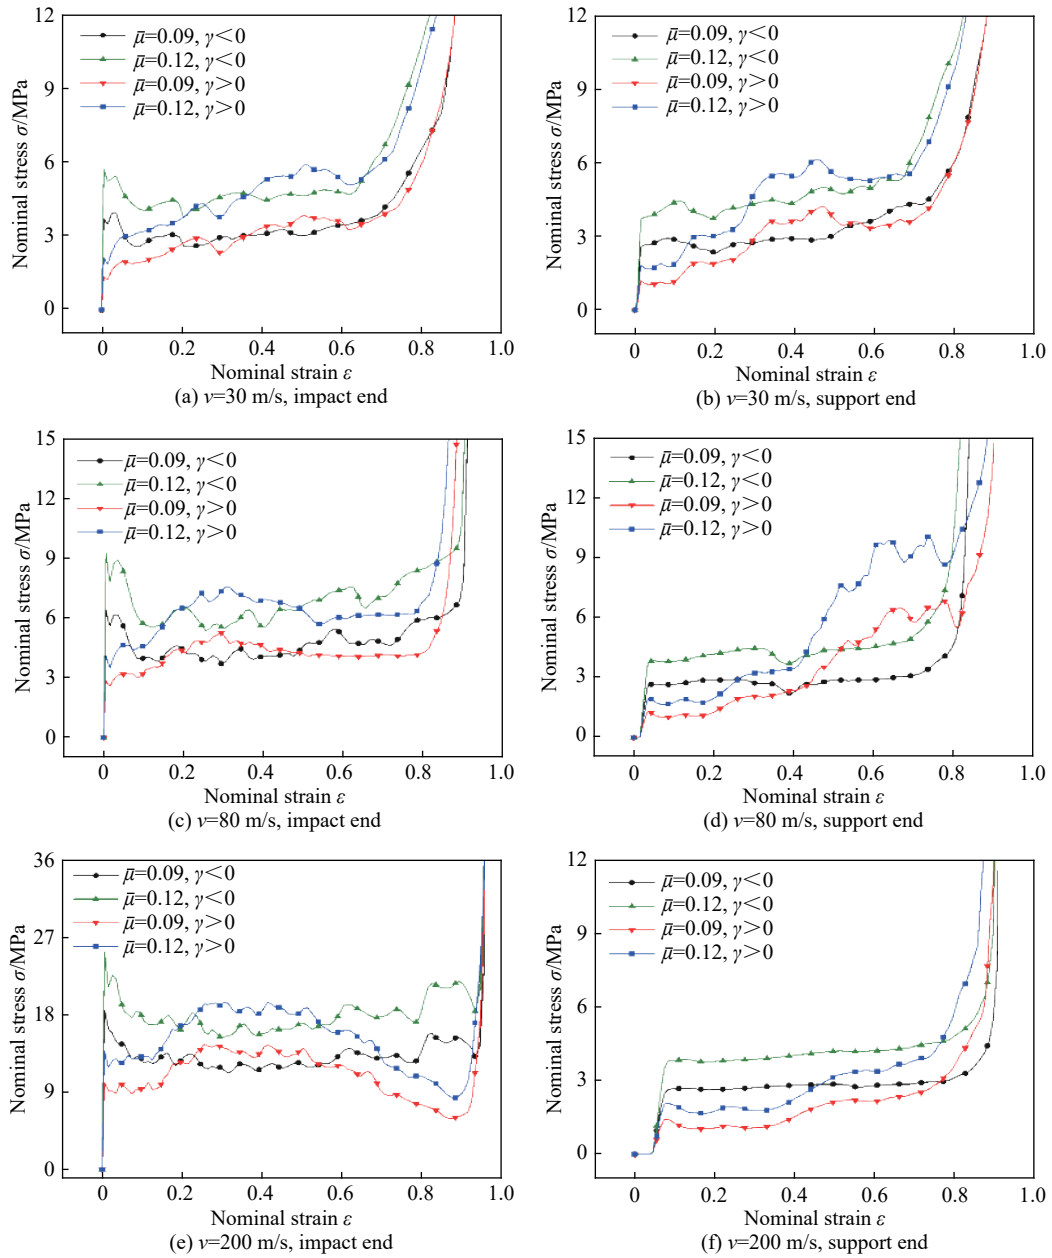 12
9
6
3
0
Nominal stress σ/MPa
μ̄=0.09, γ<0
μ̄=0.12, γ<0
μ̄=0.09, γ>0
μ̄=0.12, γ>0
0 0.2 0.4 0.6 0.8 1.0
Nominal strain ε
(a) v=30 m/s, impact end
12
9
6
3
0
Nominal stress σ/MPa
μ̄=0.09, γ<0
μ̄=0.12, γ<0
μ̄=0.09, γ>0
μ̄=0.12, γ>0
0 0.2 0.4 0.6 0.8 1.0
Nominal strain ε
(b) v=30 m/s, support end
15
12
9
6
3
0
Nominal stress σ/MPa
μ̄=0.09, γ<0
μ̄=0.12, γ<0
μ̄=0.09, γ>0
μ̄=0.12, γ>0
0 0.2 0.4 0.6 0.8 1.0
Nominal strain ε
(c) v=80 m/s, impact end
15
12
9
6
3
0
Nominal stress σ/MPa
μ̄=0.09, γ<0
μ̄=0.12, γ<0
μ̄=0.09, γ>0
μ̄=0.12, γ>0
0 0.2 0.4 0.6 0.8 1.0
Nominal strain ε
(d) v=80 m/s, support end
36
27
18
9
0
Nominal stress σ/MPa
μ̄=0.09, γ<0
μ̄=0.12, γ<0
μ̄=0.09, γ>0
μ̄=0.12, γ>0
0 0.2 0.4 0.6 0.8 1.0
Nominal strain ε
(e) v=200 m/s, impact end
12
9
6
3
0
Nominal stress σ/MPa
μ̄=0.09, γ<0
μ̄=0.12, γ<0
μ̄=0.09, γ>0
μ̄=0.12, γ>0
0 0.2 0.4 0.6 0.8 1.0
Nominal strain ε
(f) v=200 m/s, support end